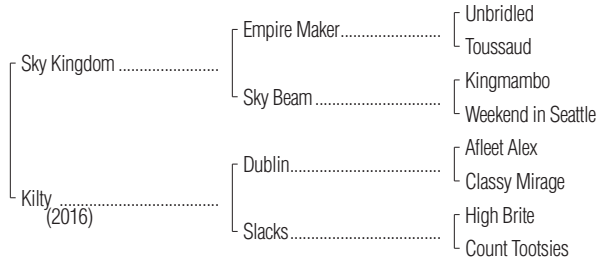 Unbridled
Empire Maker
Toussaud
Sky Kingdom
Kingmambo
Sky Beam
Weekend in Seattle
Afleet Alex
Dublin
Classy Mirage
Kilty
(2016)
High Brite
Slacks
Count Tootsies